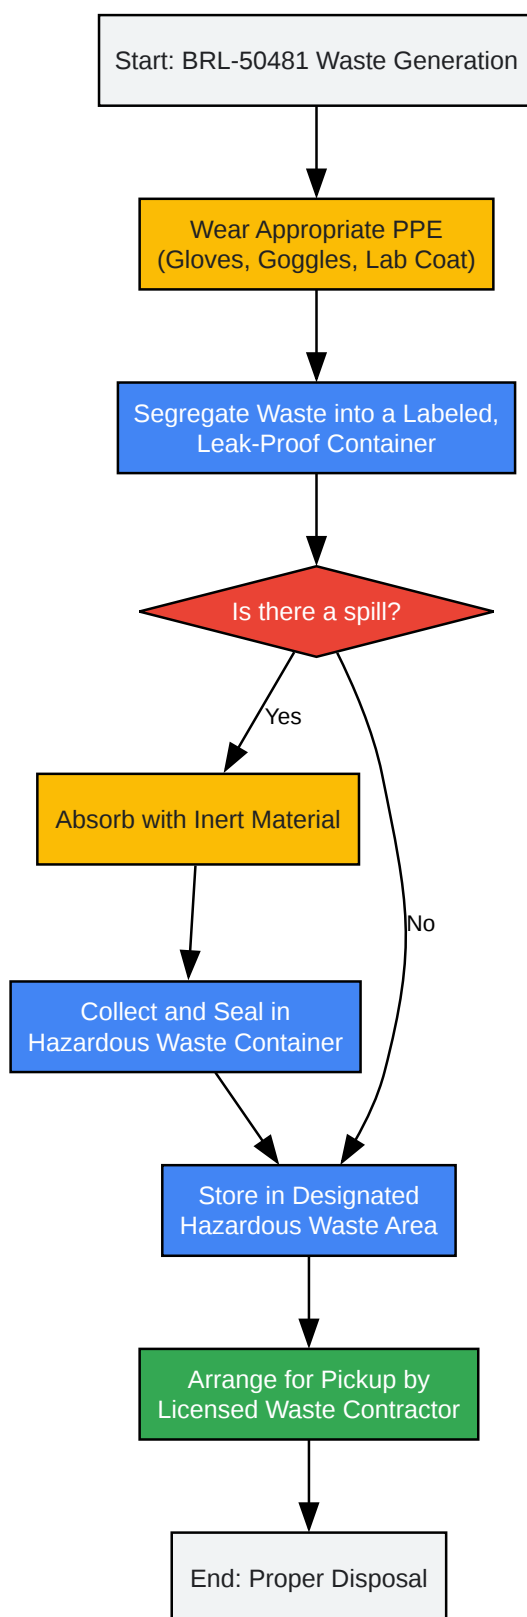 Start: BRL-50481 Waste Generation
Wear Appropriate PPE
(Gloves, Goggles, Lab Coat)
Segregate Waste into a Labeled,
Leak-Proof Container
Is there a spill?
Yes
Absorb with Inert Material
No
Collect and Seal in
Hazardous Waste Container
Store in Designated
Hazardous Waste Area
Arrange for Pickup by
Licensed Waste Contractor
End: Proper Disposal